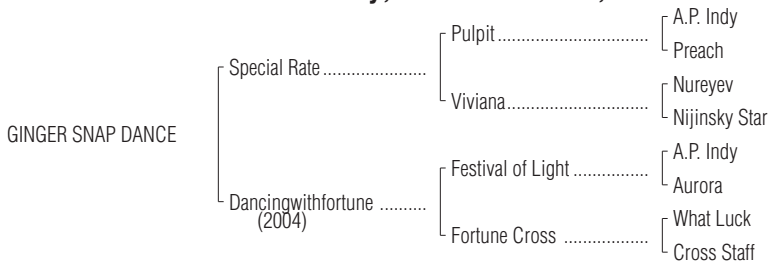 A.P. Indy
Pulpit
Preach
Special Rate
Nureyev
Viviana
Nijinsky Star
GINGER SNAP DANCE
A.P. Indy
Festival of Light
Aurora
Dancingwithfortune
(2004)
What Luck
Fortune Cross
Cross Staff